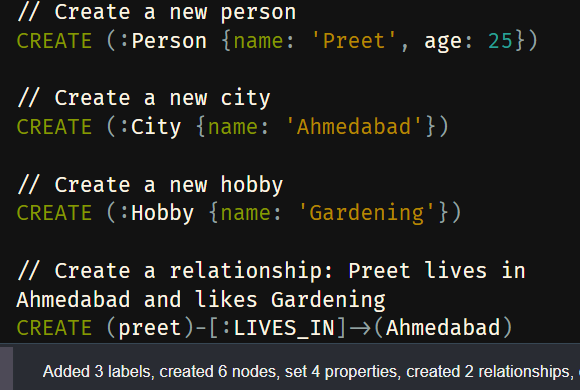 // Create a new person
CREATE (:Person {name: 'Preet', age: 25})
// Create a new city
CREATE (:City {name: 'Ahmedabad'})
// Create a new hobby
CREATE (:Hobby {name: 'Gardening'})
// Create a relationship: Preet lives in
Ahmedabad and likes Gardening
CREATE (preet)-[:LIVES_IN]->(Ahmedabad)
Added 3 labels, created 6 nodes, set 4 properties, created 2 relationships,